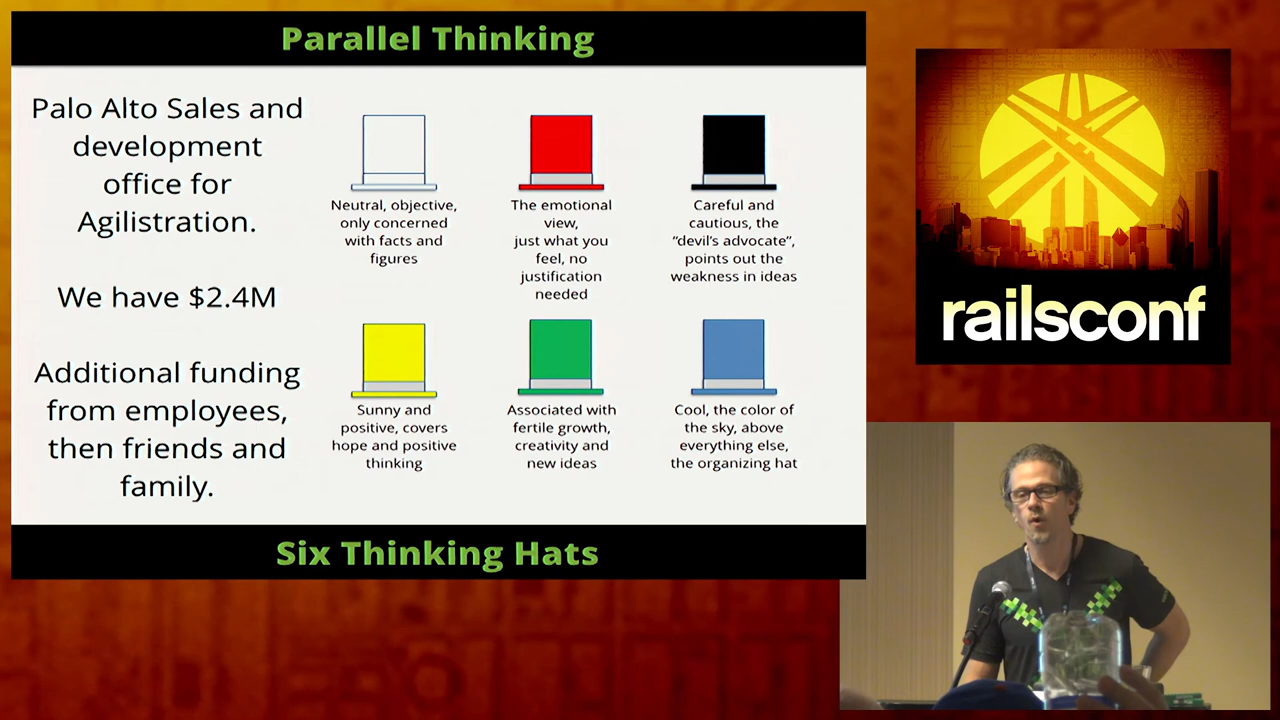 Parallel Thinking
Palo Alto Sales and
development
office for
Agilistration.
We have $2.4M
Additional funding
from employees,
then friends and
family.
Neutral, objective,
only concerned
with facts and
figures
The emotional
view,
just what you
feel, no
justification
needed
Careful and
cautious, the
“devil’s advocate”,
points out the
weakness in ideas
Sunny and
positive, covers
hope and positive
thinking
Associated with
fertile growth,
creativity and
new ideas
Cool, the color of
the sky, above
everything else,
the organizing hat
Six Thinking Hats
railsconf